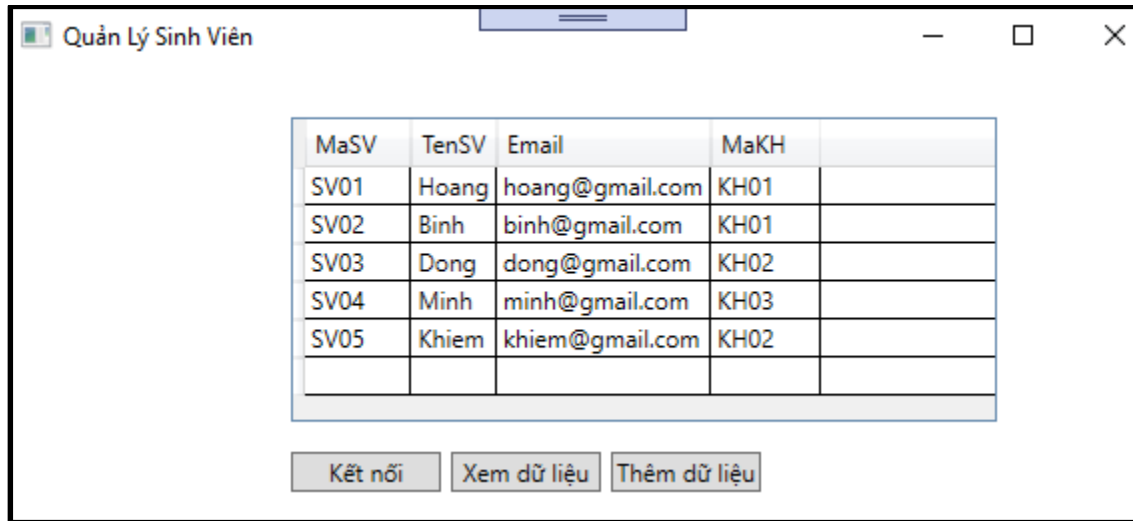 Quản Lý Sinh Viên
MaSV TenSV Email MaKH
SV01 Hoang hoang@gmail.com KH01
SV02 Binh binh@gmail.com KH01
SV03 Dong dong@gmail.com KH02
SV04 Minh minh@gmail.com KH03
SV05 Khiem khiem@gmail.com KH02
Kết nối Xem dữ liệu Thêm dữ liệu